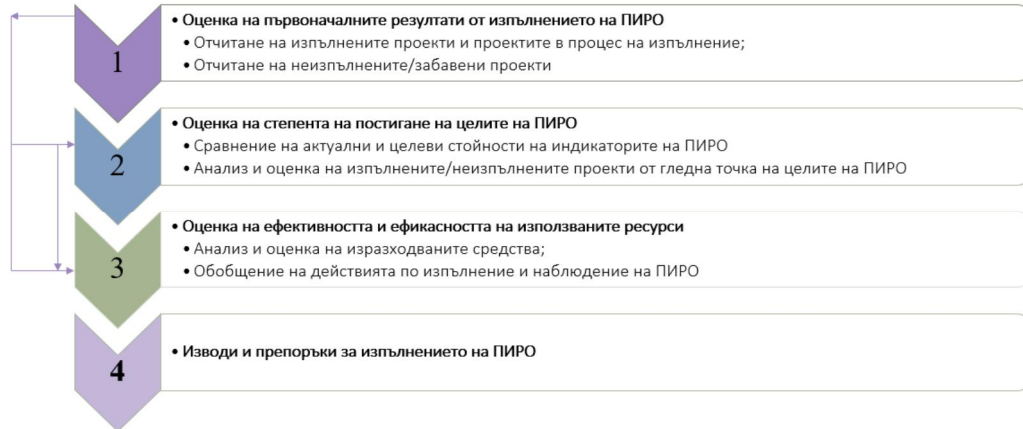 1
• Оценка на първоначалните резултати от изпълнението на ПИРО
• Отчитане на изпълнените проекти и проектите в процес на изпълнение;
• Отчитане на неизпълнените/забавени проекти
2
• Оценка на степента на постигане на целите на ПИРО
• Сравнение на актуални и целеви стойности на индикаторите на ПИРО
• Анализ и оценка на изпълнените/неизпълнените проекти от гледна точка на целите на ПИРО
3
• Оценка на ефективността и ефикасността на използваните ресурси
• Анализ и оценка на изразходваните средства;
• Обобщение на действията по изпълнение и наблюдение на ПИРО
4
• Изводи и препоръки за изпълнението на ПИРО